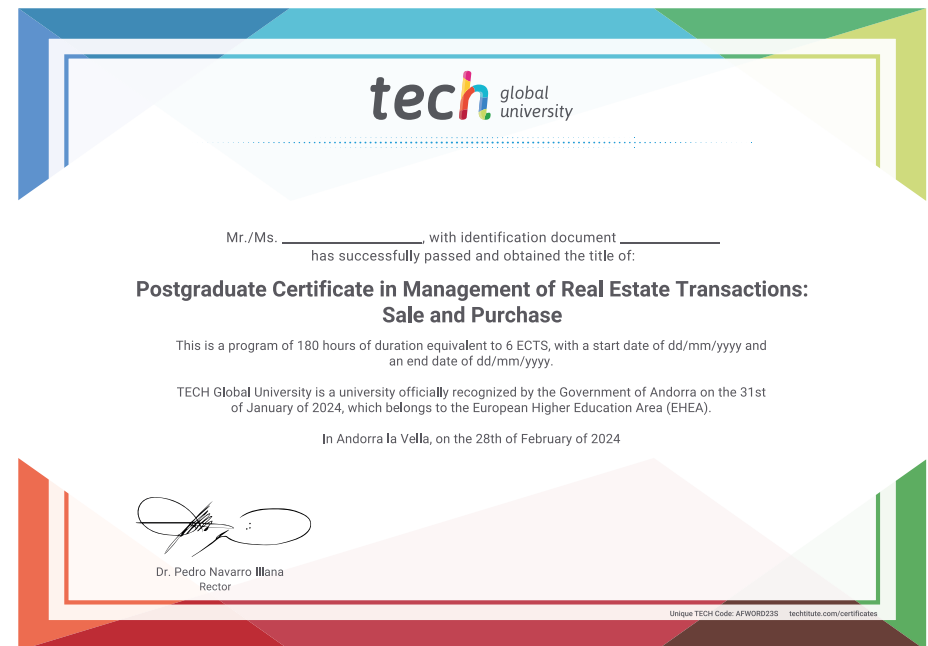 tech global university
Mr./Ms. ____________________, with identification document ______________
has successfully passed and obtained the title of:
Postgraduate Certificate in Management of Real Estate Transactions:
Sale and Purchase
This is a program of 180 hours of duration equivalent to 6 ECTS, with a start date of dd/mm/yyyy and
an end date of dd/mm/yyyy.
TECH Global University is a university officially recognized by the Government of Andorra on the 31st
of January of 2024, which belongs to the European Higher Education Area (EHEA).
In Andorra la Vella, on the 28th of February of 2024
Dr. Pedro Navarro Illana
Rector
Unique TECH Code: AFWORD23S techtitute.com/certificates